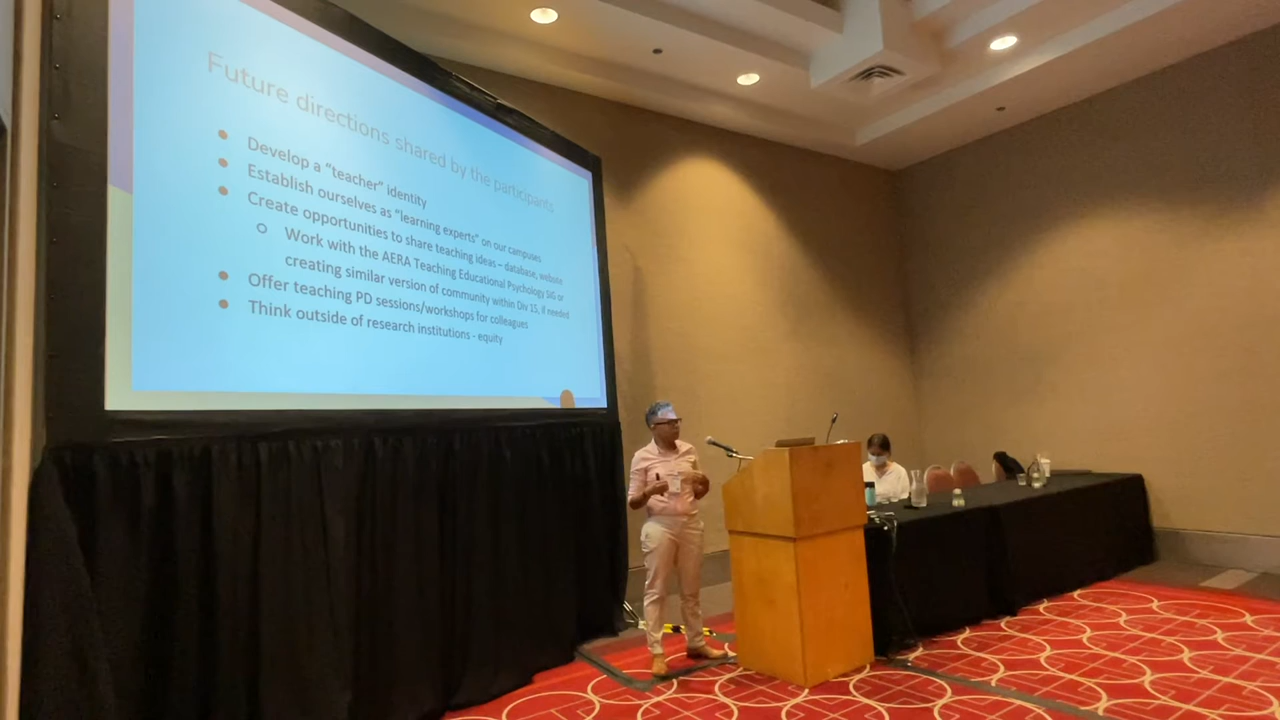 Future directions shared by the participants
Develop a "teacher" identity
Establish ourselves as "learning experts" on our campuses
Create opportunities to share teaching ideas – database, website
Work with the AERA Teaching Educational Psychology SIG or
creating similar version of community within Div 15, if needed
Offer teaching PD sessions/workshops for colleagues
Think outside of research institutions - equity